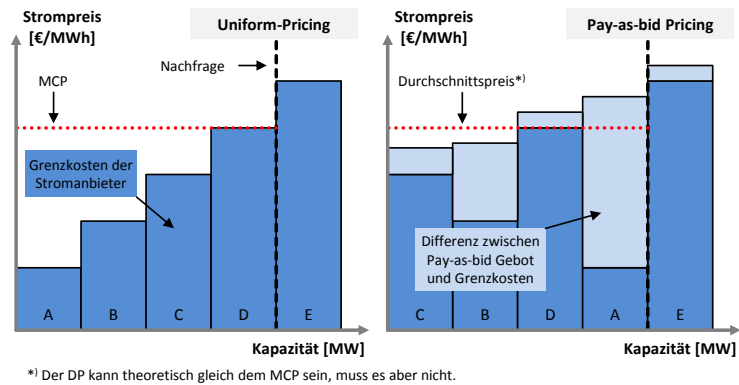 Strompreis
[€/MWh]
Uniform-Pricing
Nachfrage
MCP
Grenzkosten der
Stromanbieter
A
B
C
D
E
Kapazität [MW]
Strompreis
[€/MWh]
Pay-as-bid Pricing
Durchschnittspreis*)
Differenz zwischen
Pay-as-bid Gebot
und Grenzkosten
C
B
D
A
E
Kapazität [MW]
*) Der DP kann theoretisch gleich dem MCP sein, muss es aber nicht.